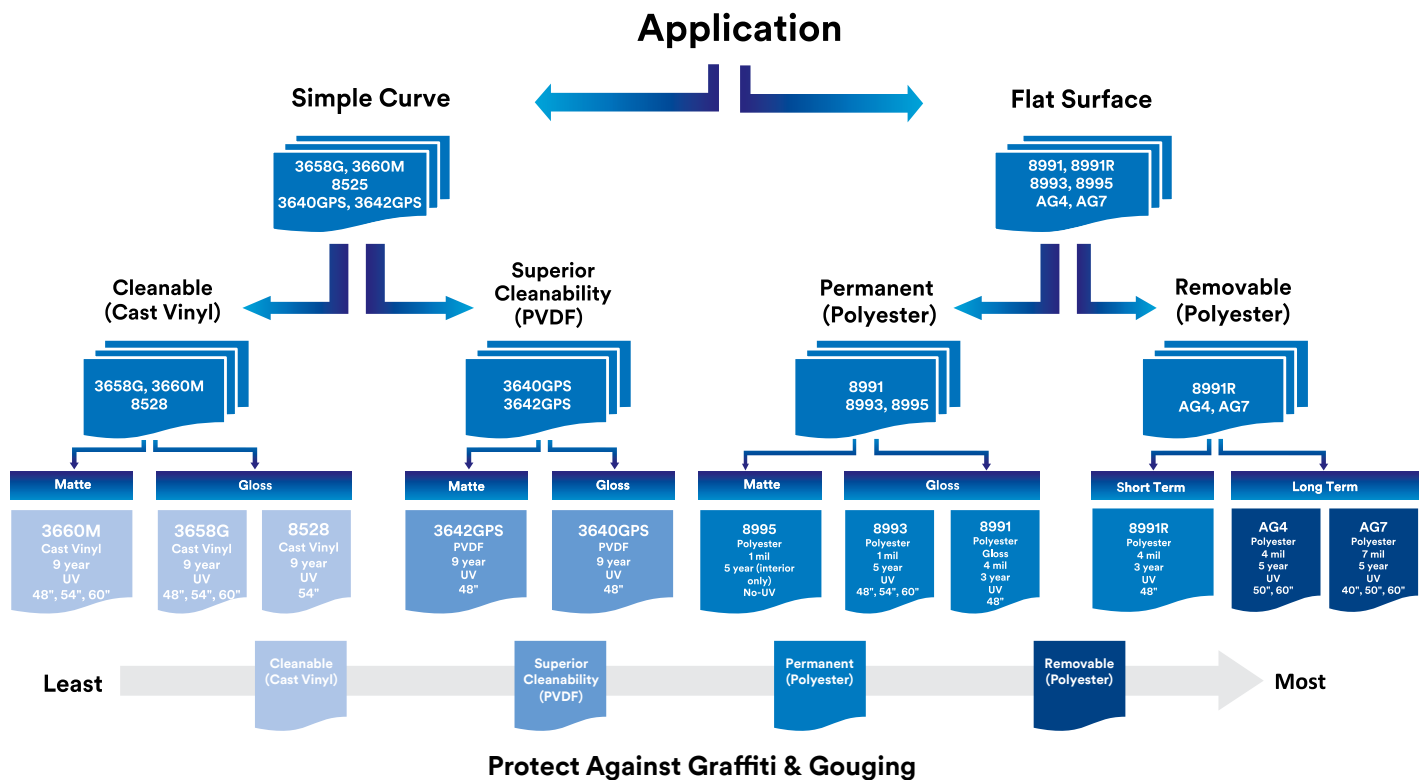 Application
Simple Curve
Flat Surface
3658G, 3660M
8525
3640GPS, 3642GPS
8991, 8991R
8993, 8995
AG4, AG7
Cleanable
(Cast Vinyl)
Superior
Cleanability
(PVDF)
Permanent
(Polyester)
Removable
(Polyester)
3658G, 3660M
8528
3640GPS
3642GPS
8991
8993, 8995
8991R
AG4, AG7
Matte
Gloss
Matte
Gloss
Matte
Gloss
Short Term
Long Term
3660M
Cast Vinyl
9 year
UV
48", 54", 60"
3658G
Cast Vinyl
9 year
UV
48", 54", 60"
8528
Cast Vinyl
9 year
UV
54"
3642GPS
PVDF
9 year
UV
48"
3640GPS
PVDF
9 year
UV
48"
8995
Polyester
1 mil
5 year (interior
only)
No-UV
8993
Polyester
1 mil
5 year
UV
48", 54", 60"
8991
Polyester
Gloss
4 mil
3 year
UV
48"
8991R
Polyester
4 mil
3 year
UV
48"
AG4
Polyester
4 mil
5 year
UV
50", 60"
AG7
Polyester
7 mil
5 year
UV
40", 50", 60"
Least
Cleanable
(Cast Vinyl)
Superior
Cleanability
(PVDF)
Permanent
(Polyester)
Removable
(Polyester)
Most
Protect Against Graffiti & Gouging